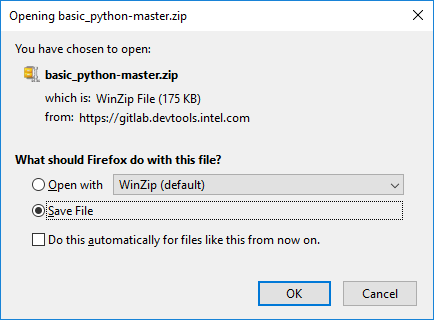 Opening basic_python-master.zip
You have chosen to open:
basic_python-master.zip
which is: WinZip File (175 KB)
from: https://gitlab.devtools.intel.com
What should Firefox do with this file?
Open with WinZip (default)
Save File
Do this automatically for files like this from now on.
OK Cancel